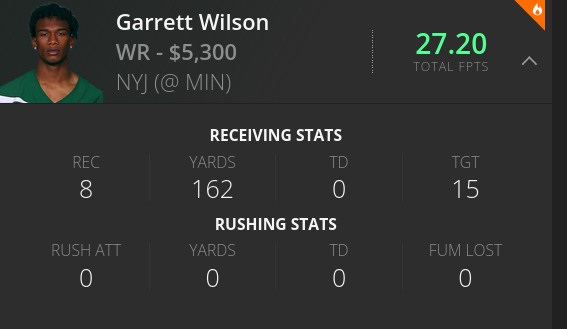 Garrett Wilson
WR - $5,300
NYJ (@ MIN)
27.20
TOTAL FPTS
RECEIVING STATS
REC YARDS TD TGT
8 162 0 15
RUSHING STATS
RUSH ATT YARDS TD FUM LOST
0 0 0 0